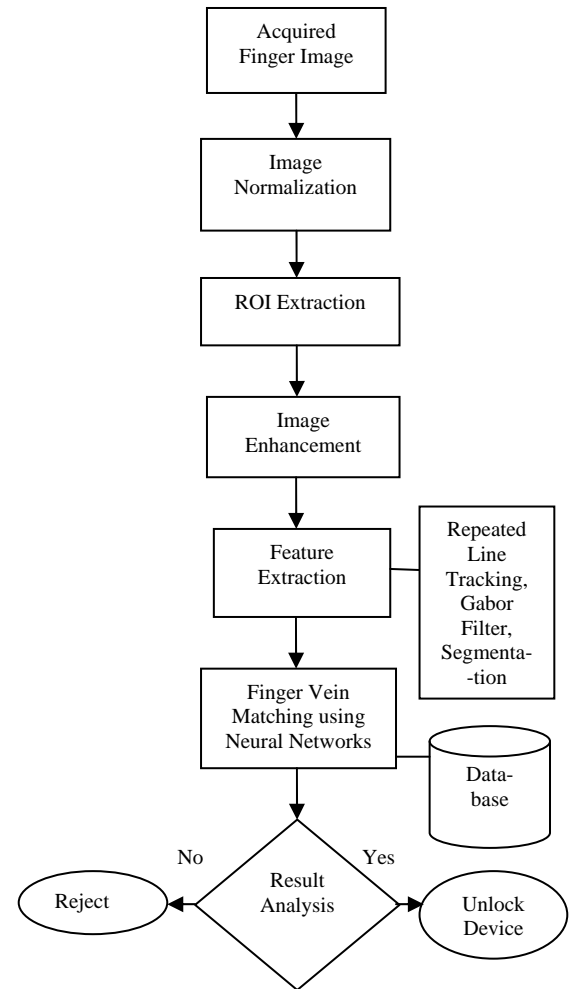 Acquired
Finger Image
Image
Normalization
ROI Extraction
Image
Enhancement
Feature
Extraction
Repeated
Line
Tracking,
Gabor
Filter,
Segmenta-
-tion
Finger Vein
Matching using
Neural Networks
Data-
base
No
Yes
Result
Analysis
Reject
Unlock
Device